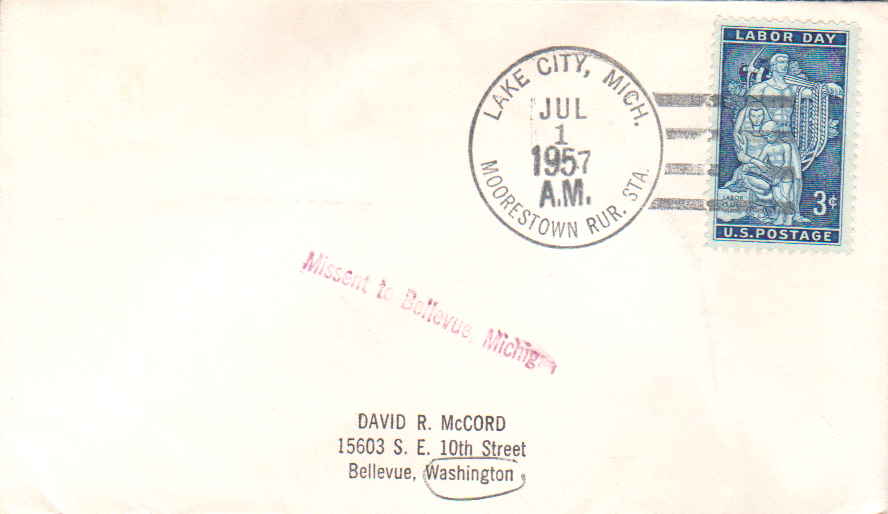 LABOR DAY
LAKE CITY, MICH.
JUL
1
1957
A.M.
MOORESTOWN RUR. STA.
3¢
U.S. POSTAGE
Missent to Bellevue, Michigan
DAVID R. McCORD
15603 S. E. 10th Street
Bellevue, Washington